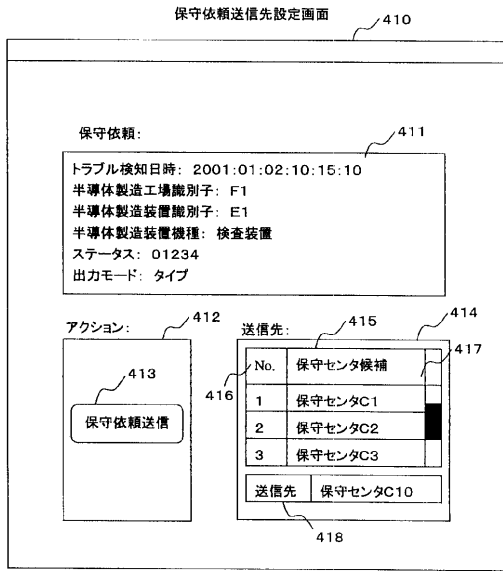 保守依頼送信先設定画面
410
保守依頼:
411
トラブル検知日時: 2001:01:02:10:15:10
半導体製造工場識別子: F1
半導体製造装置識別子: E1
半導体製造装置機種: 検査装置
ステータス: 01234
出力モード: タイプ
アクション:
412
413
保守依頼送信
送信先:
415
414
416
417
No. 保守センタ候補
1 保守センタC1
2 保守センタC2
3 保守センタC3
送信先 保守センタC10
418